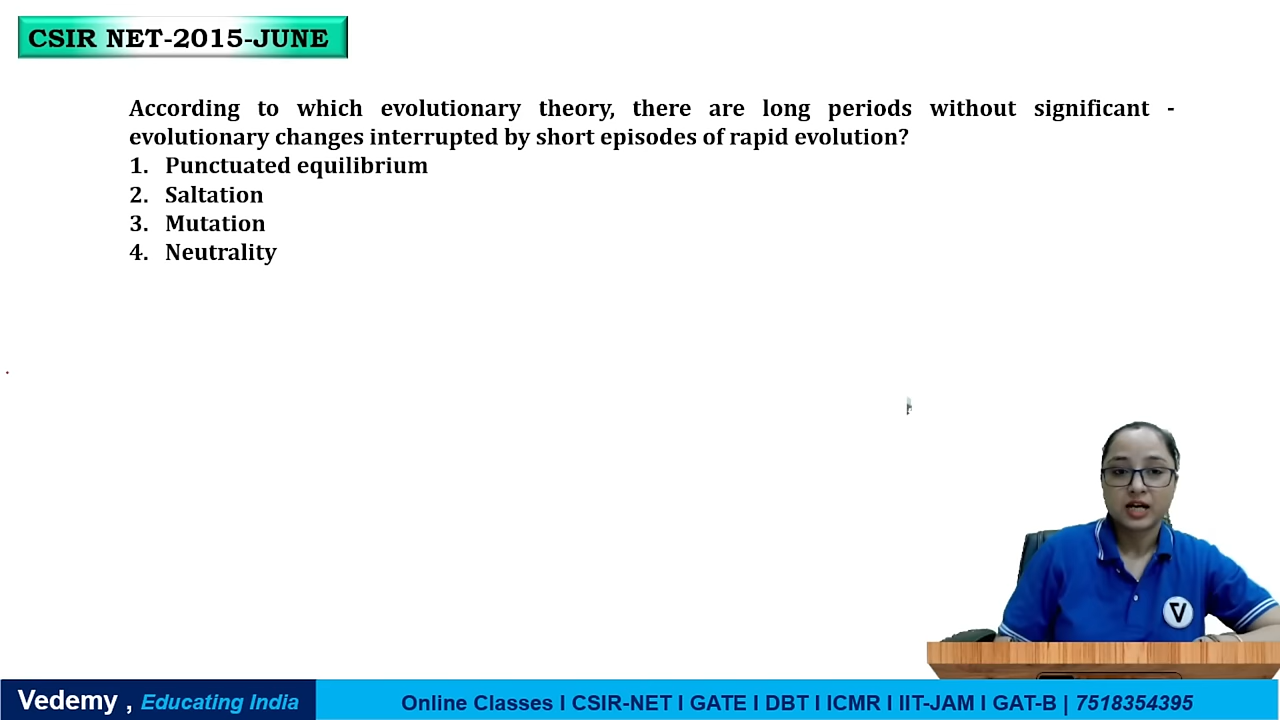 CSIR NET-2015-JUNE
According to which evolutionary theory, there are long periods without significant -
evolutionary changes interrupted by short episodes of rapid evolution?
1. Punctuated equilibrium
2. Saltation
3. Mutation
4. Neutrality
Vedemy , Educating India
Online Classes I CSIR-NET I GATE I DBT I ICMR I IIT-JAM I GAT-B | 7518354395